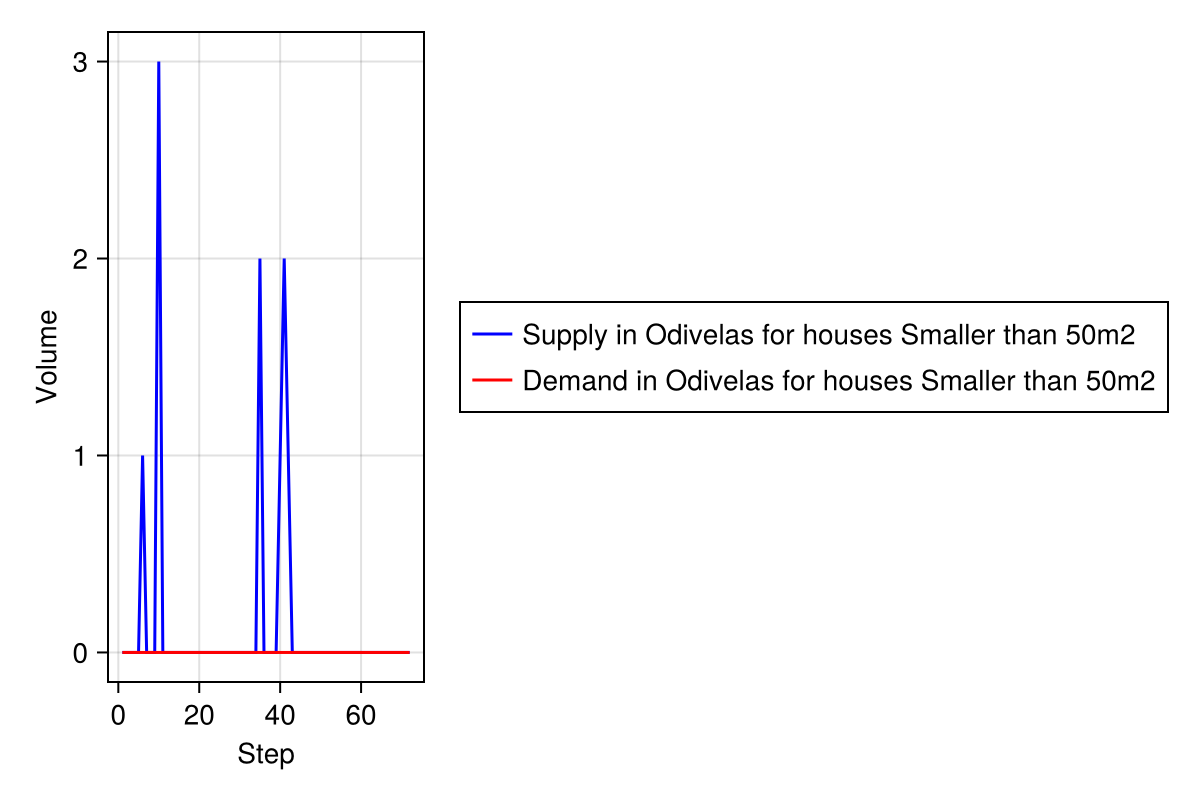 3
2
1
0
Volume
0 20 40 60
Step
Supply in Odivelas for houses Smaller than 50m2
Demand in Odivelas for houses Smaller than 50m2